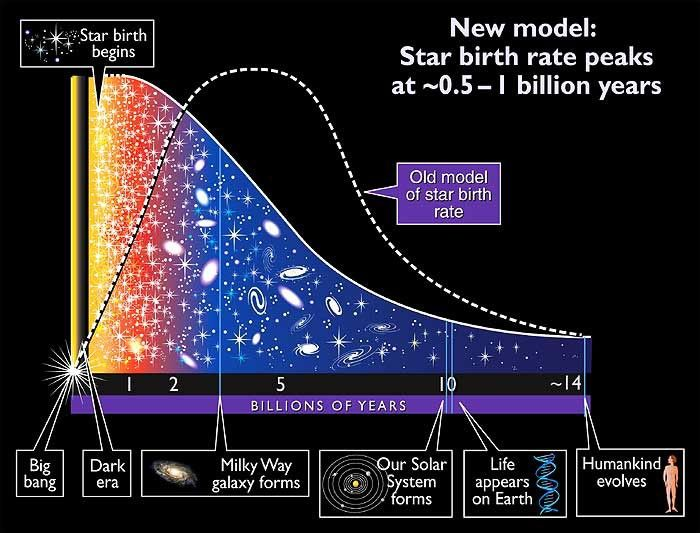 Star birth
begins
New model:
Star birth rate peaks
at ~0.5–1 billion years
Old model
of star birth
rate
1 2 5 10 ~14
BILLIONS OF YEARS
Big
bang
Dark
era
Milky Way
galaxy forms
Our Solar
System
forms
Life
appears
on Earth
Humankind
evolves